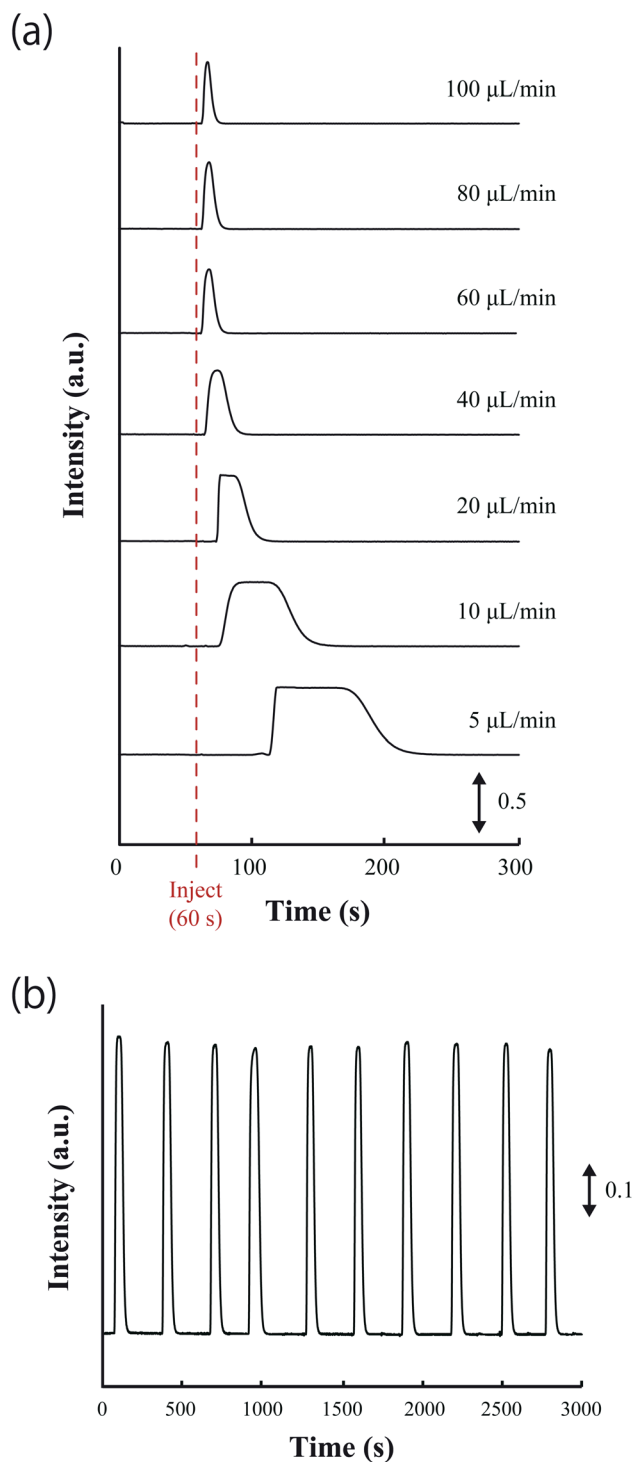 (a)
100 μL/min
80 μL/min
60 μL/min
40 μL/min
20 μL/min
10 μL/min
5 μL/min
0.5
Intensity (a.u.)
0
100
200
300
Inject
(60 s)
Time (s)
(b)
Intensity (a.u.)
0.1
0
500
1000
1500
2000
2500
3000
Time (s)